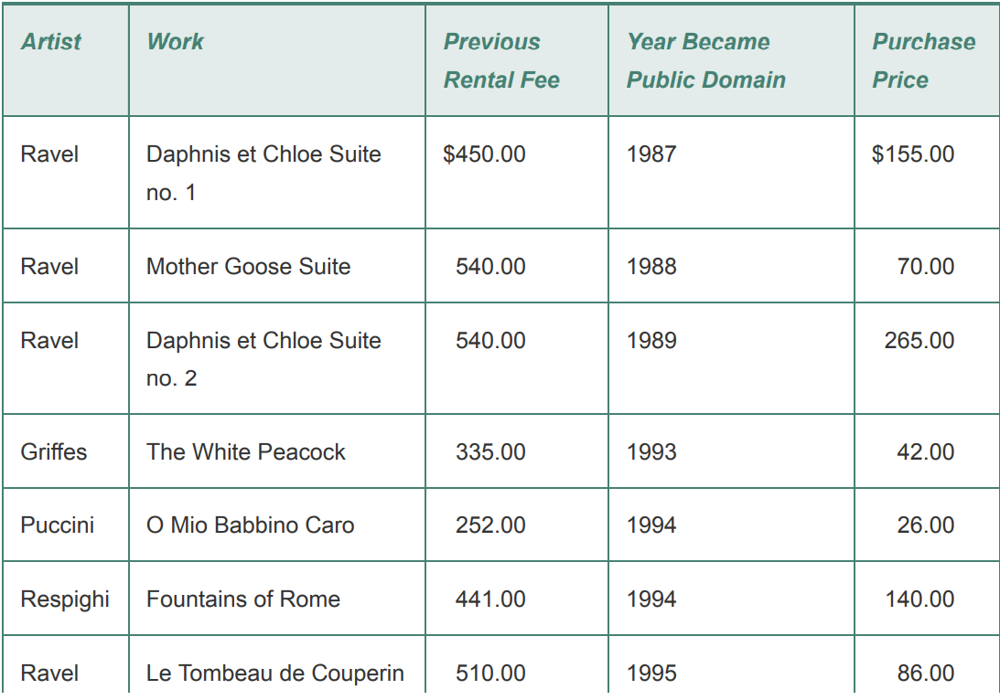 Artist Work Previous Year Became Purchase
Rental Fee Public Domain Price
Ravel Daphnis et Chloe Suite $450.00 1987 $155.00
no. 1
Ravel Mother Goose Suite 540.00 1988 70.00
Ravel Daphnis et Chloe Suite 540.00 1989 265.00
no. 2
Griffes The White Peacock 335.00 1993 42.00
Puccini O Mio Babbino Caro 252.00 1994 26.00
Respighi Fountains of Rome 441.00 1994 140.00
Ravel Le Tombeau de Couperin 510.00 1995 86.00